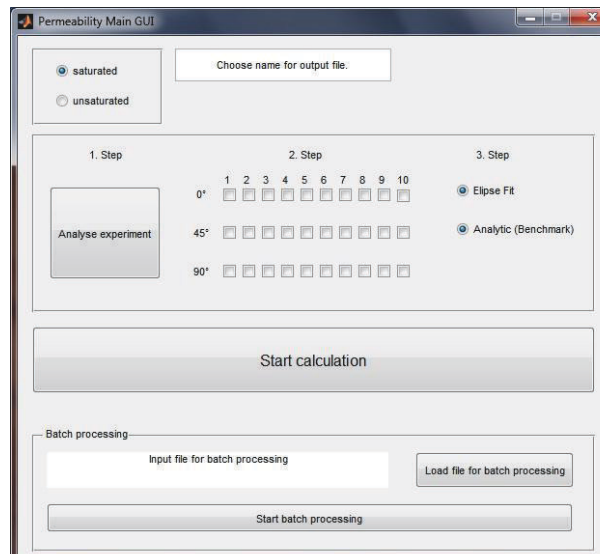 Permeability Main GUI
saturated
unsaturated
Choose name for output file.
1. Step
2. Step
3. Step
1 2 3 4 5 6 7 8 9 10
0°
45°
90°
Analyse experiment
Elipse Fit
Analytic (Benchmark)
Start calculation
Batch processing
Input file for batch processing
Load file for batch processing
Start batch processing